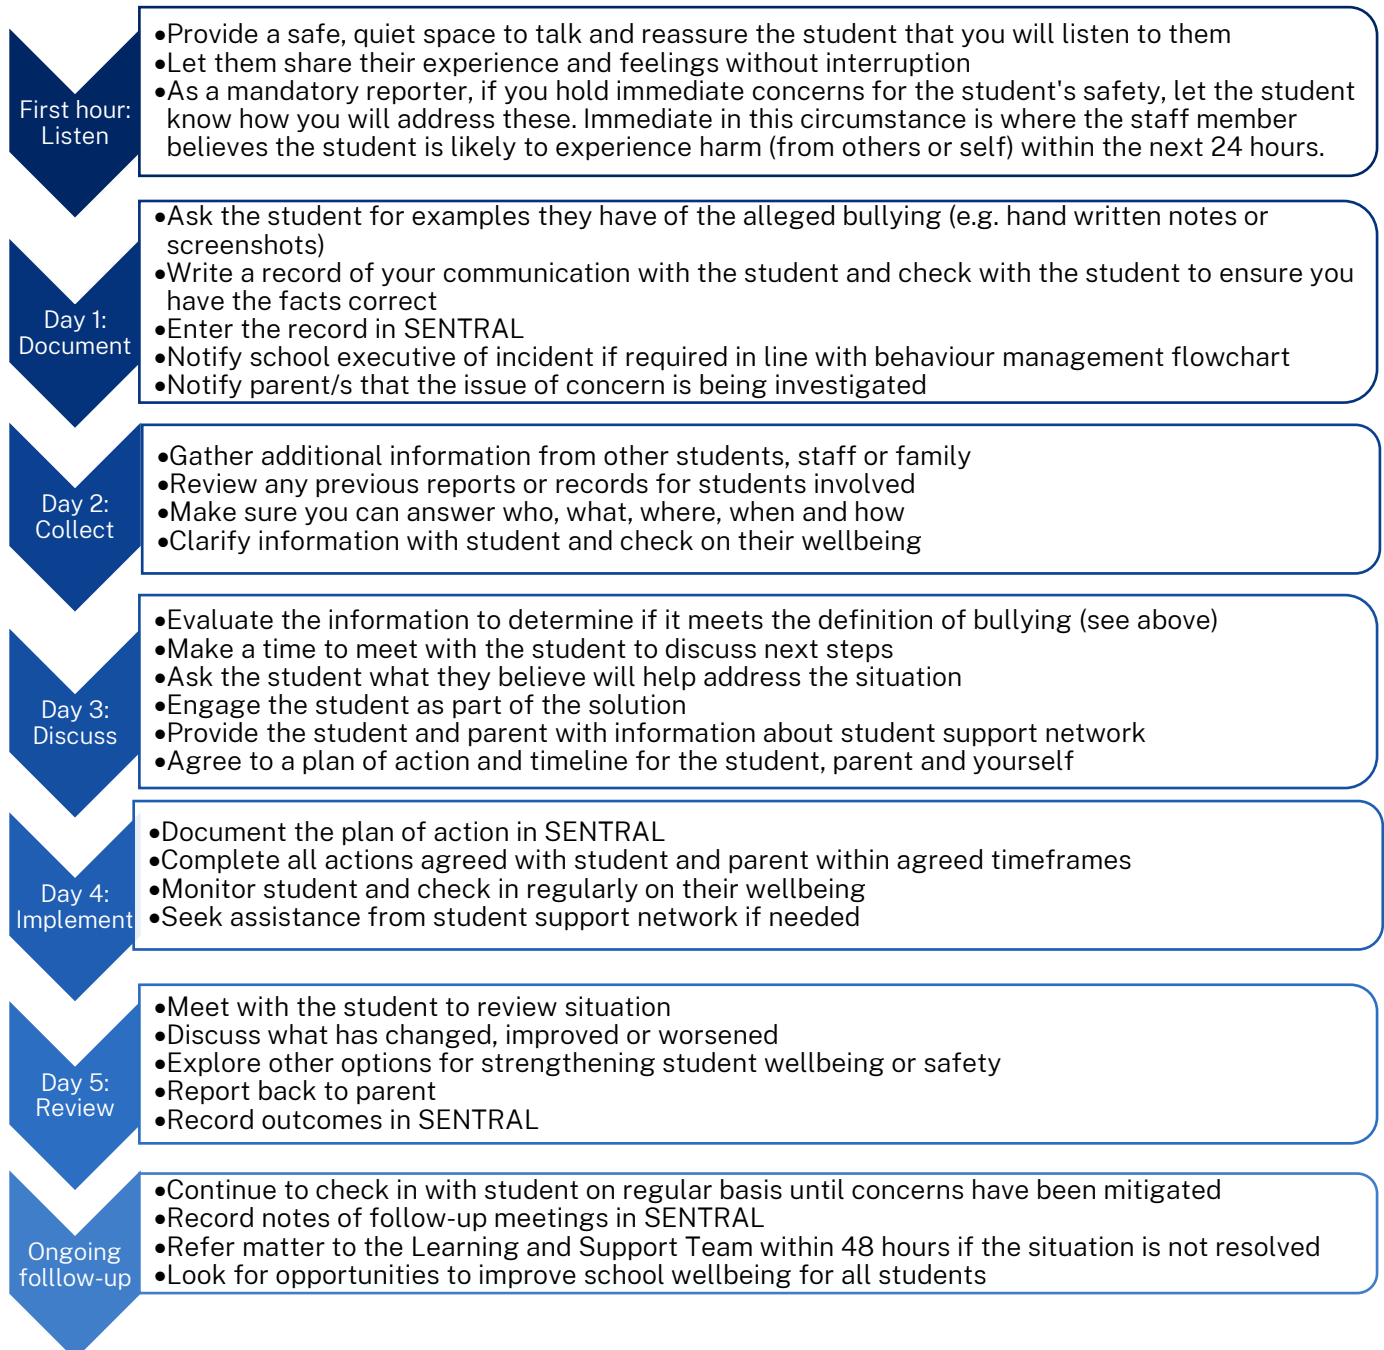 First hour:
Listen
•Provide a safe, quiet space to talk and reassure the student that you will listen to them
•Let them share their experience and feelings without interruption
•As a mandatory reporter, if you hold immediate concerns for the student's safety, let the student
know how you will address these. Immediate in this circumstance is where the staff member
believes the student is likely to experience harm (from others or self) within the next 24 hours.
Day 1:
Document
•Ask the student for examples they have of the alleged bullying (e.g. hand written notes or
screenshots)
•Write a record of your communication with the student and check with the student to ensure you
have the facts correct
•Enter the record in SENTRAL
•Notify school executive of incident if required in line with behaviour management flowchart
•Notify parent/s that the issue of concern is being investigated
Day 2:
Collect
•Gather additional information from other students, staff or family
•Review any previous reports or records for students involved
•Make sure you can answer who, what, where, when and how
•Clarify information with student and check on their wellbeing
Day 3:
Discuss
•Evaluate the information to determine if it meets the definition of bullying (see above)
•Make a time to meet with the student to discuss next steps
•Ask the student what they believe will help address the situation
•Engage the student as part of the solution
•Provide the student and parent with information about student support network
•Agree to a plan of action and timeline for the student, parent and yourself
Day 4:
Implement
•Document the plan of action in SENTRAL
•Complete all actions agreed with student and parent within agreed timeframes
•Monitor student and check in regularly on their wellbeing
•Seek assistance from student support network if needed
Day 5:
Review
•Meet with the student to review situation
•Discuss what has changed, improved or worsened
•Explore other options for strengthening student wellbeing or safety
•Report back to parent
•Record outcomes in SENTRAL
Ongoing
folllow-up
•Continue to check in with student on regular basis until concerns have been mitigated
•Record notes of follow-up meetings in SENTRAL
•Refer matter to the Learning and Support Team within 48 hours if the situation is not resolved
•Look for opportunities to improve school wellbeing for all students